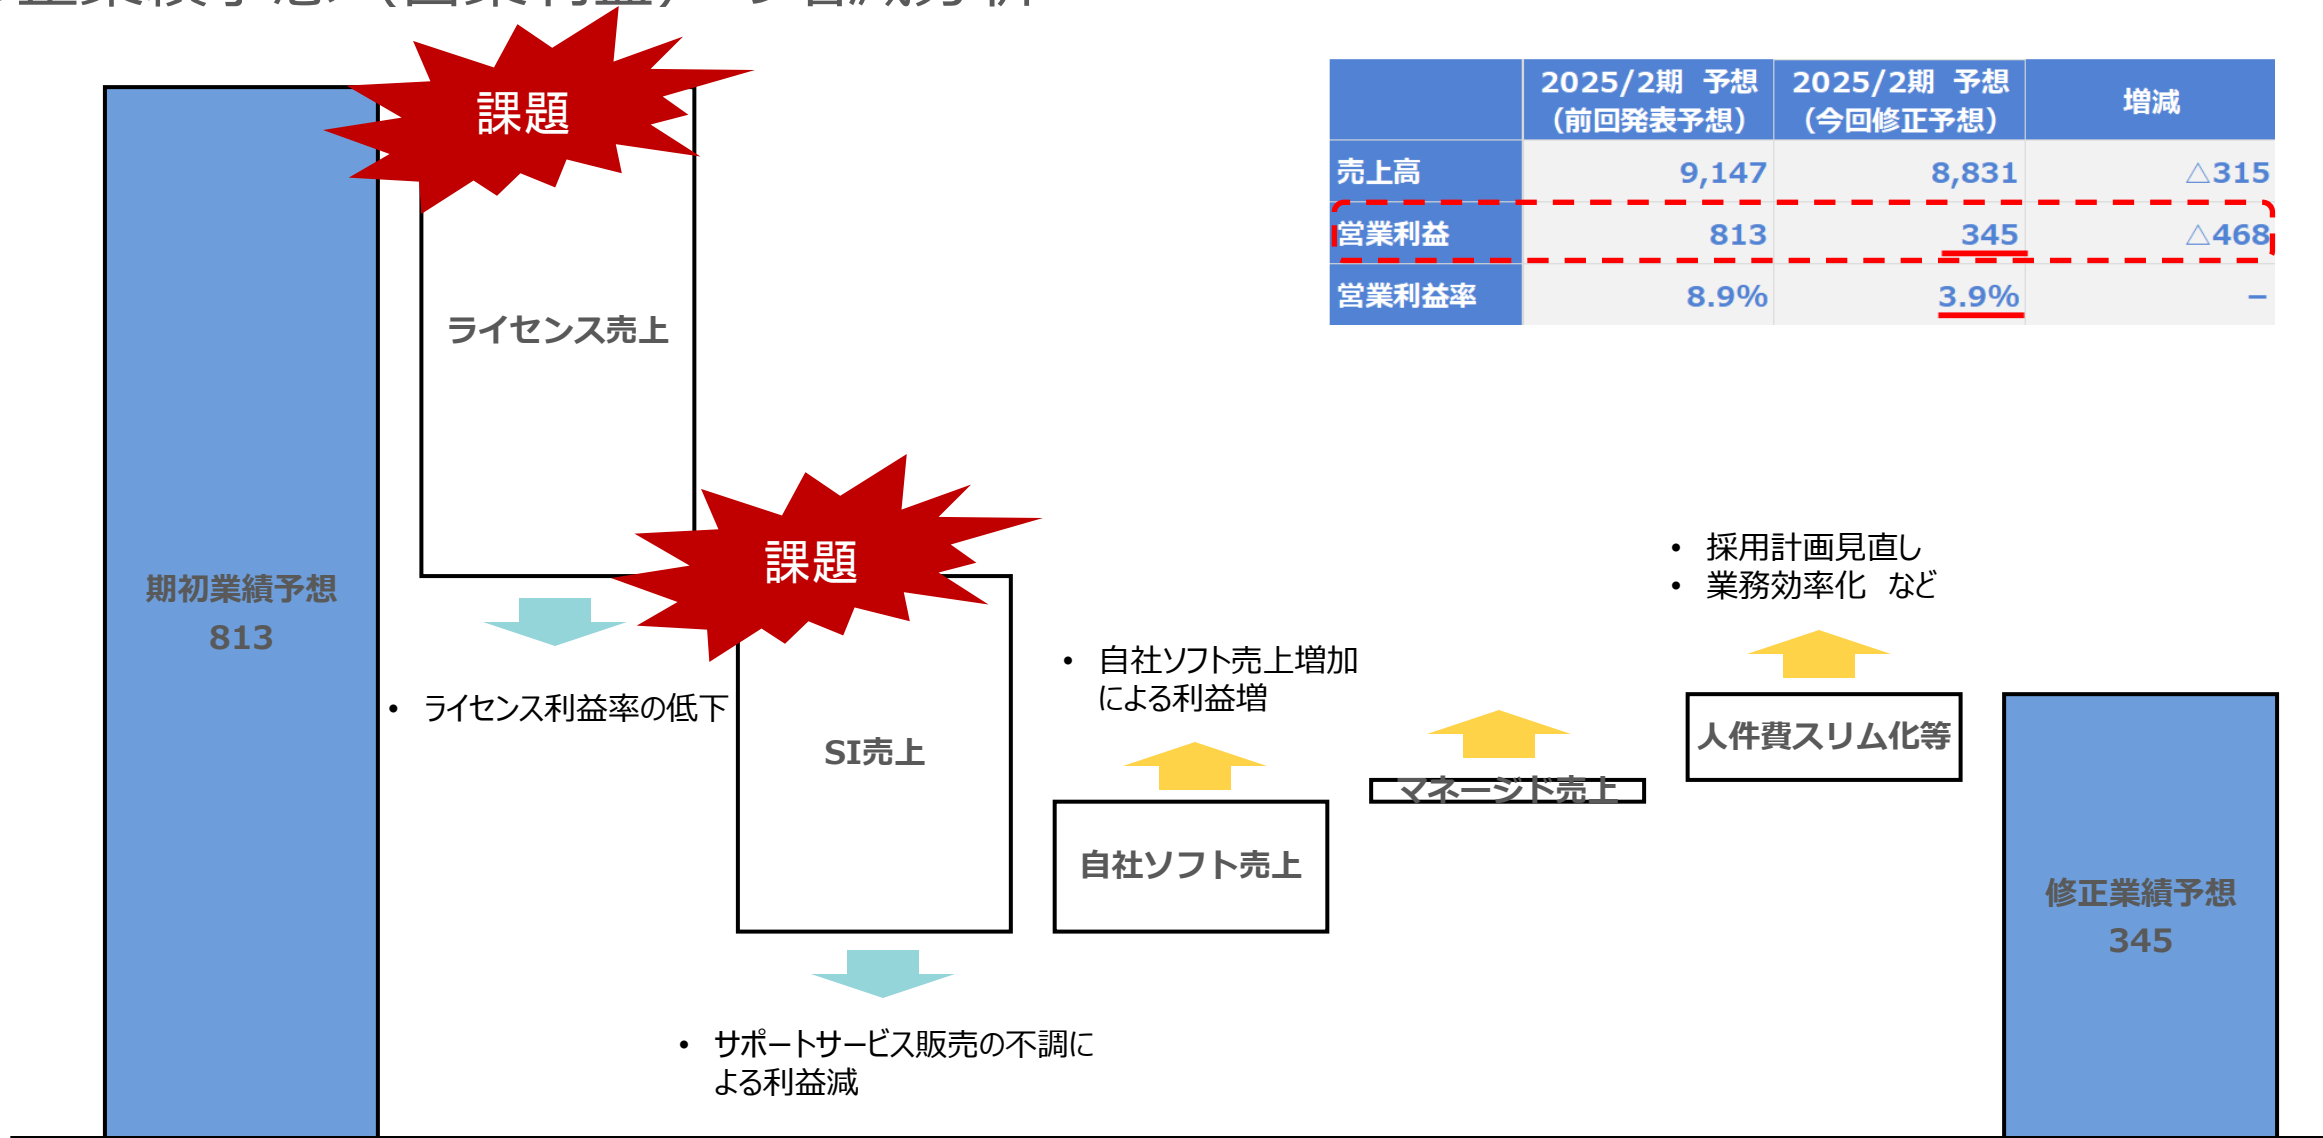 課題
2025/2期 予想
（前回発表予想）
2025/2期 予想
（今回修正予想）
増減
売上高 9,147 8,831 △315
営業利益 813 345 △468
営業利益率 8.9% 3.9% −
ライセンス売上
課題
期初業績予想
813
• ライセンス利益率の低下
SI売上
• サポートサービス販売の不調に
よる利益減
• 自社ソフト売上増加
による利益増
自社ソフト売上
マネージド売上
• 採用計画見直し
• 業務効率化 など
人件費スリム化等
修正業績予想
345